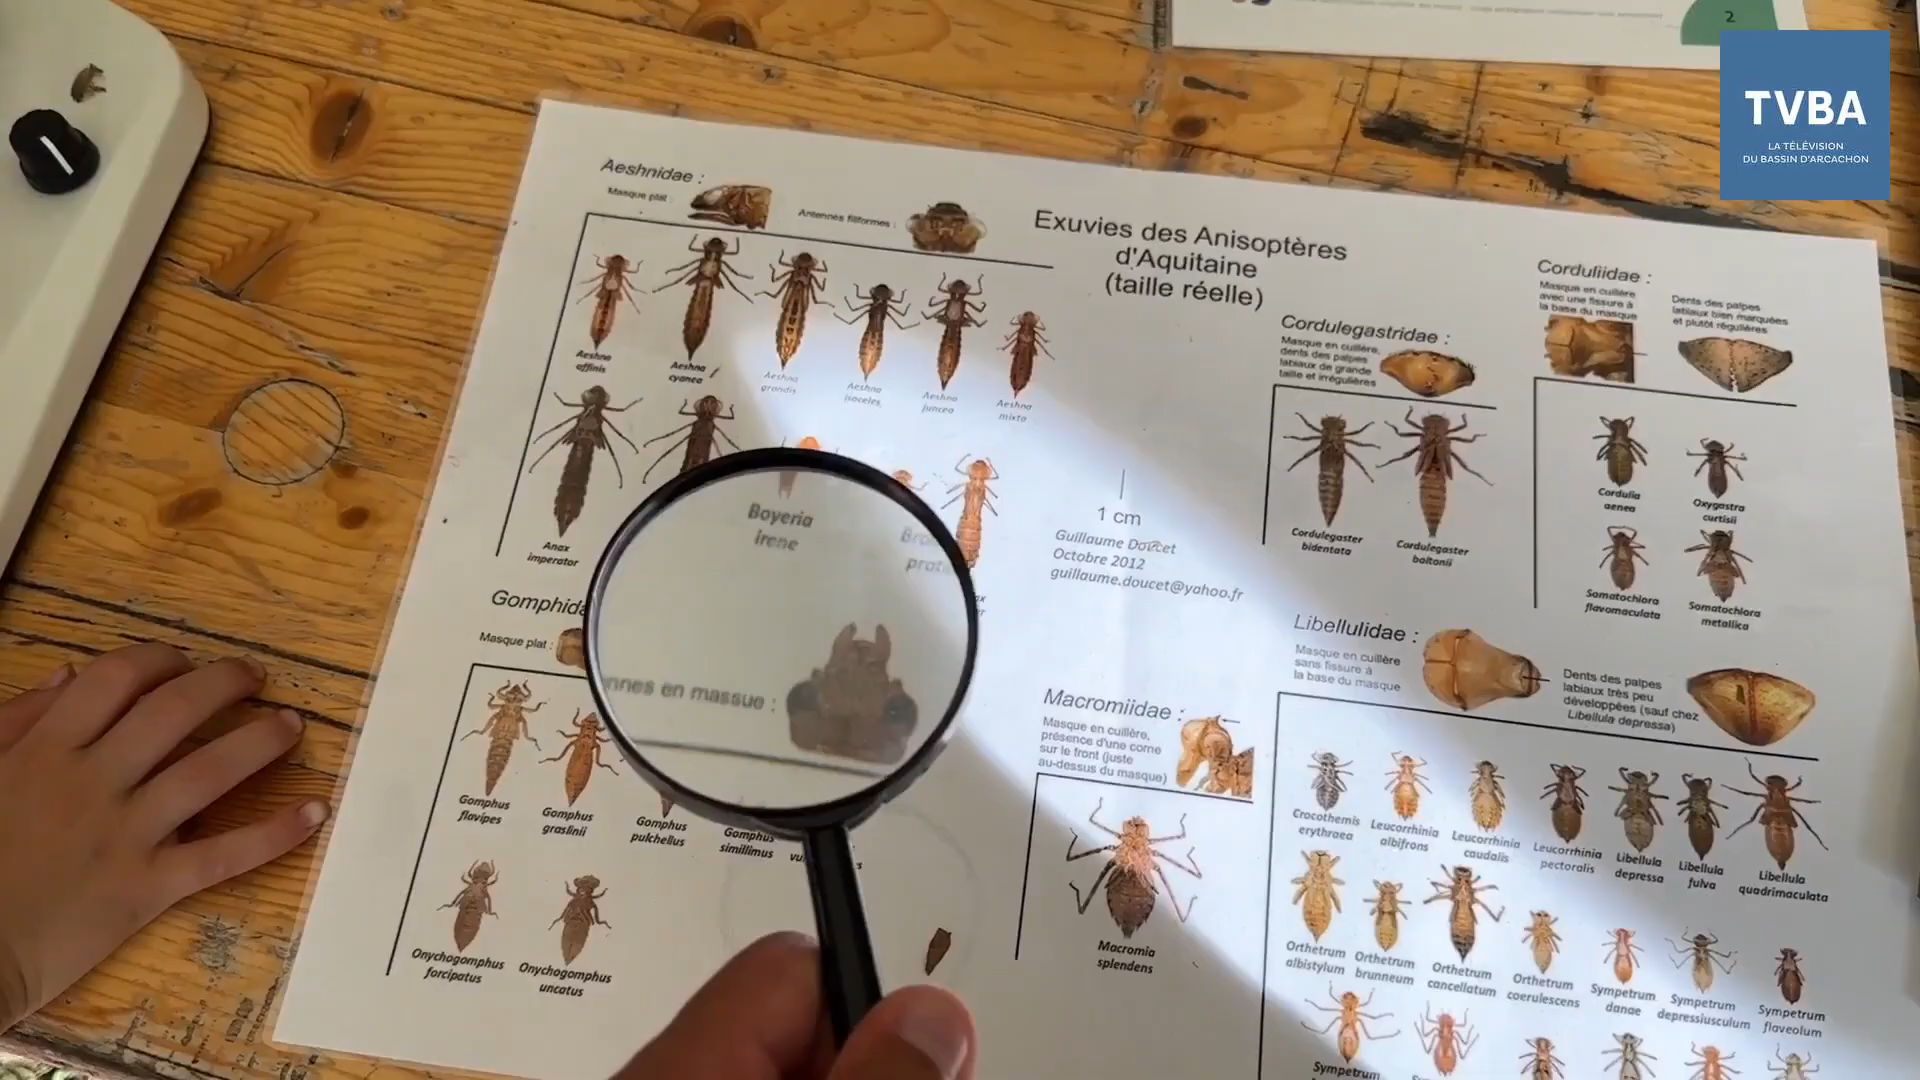 2
TVBA
LA TÉLÉVISION
DU BASSIN D'ARCACHON
Aeshnidae :
Masque plat :
Antennes filiformes :
Exuvies des Anisoptères
d'Aquitaine
(taille réelle)
Aeshna
affinis
Aeshna
cyanea
Aeshna
grandis
Aeshna
isoceles
Aeshna
juncea
Aeshna
mixta
Anax
imperator
Boyeria
irene
1 cm
Guillaume Doucet
Octobre 2012
guillaume.doucet@yahoo.fr
Cordulegastridae :
Masque en cuillère,
dents des palpes
labiaux de grande
taille et irrégulières
Cordulegaster
bidentata
Cordulegaster
boltonii
Corduliidae :
Masque en cuillère
avec une fissure à
la base du masque
Dents des palpes
labiaux bien marquées
et plutôt régulières
Cordulia
aenea
Oxygastra
curtisii
Somatochlora
flavomaculata
Somatochlora
metallica
Gomphida
Masque plat :
nnes en massue :
Gomphus
flavipes
Gomphus
graslinii
Gomphus
pulchellus
Gomphus
simillimus
Onychogomphus
forcipatus
Onychogomphus
uncatus
Macromiidae :
Masque en cuillère,
présence d'une corne
sur le front (juste
au-dessus du masque)
Macromia
splendens
Libellulidae :
Masque en cuillère
sans fissure à
la base du masque
Dents des palpes
labiaux très peu
développées (sauf chez
Libellula depressa)
Crocothemis
erythraea
Leucorrhinia
albifrons
Leucorrhinia
caudalis
Leucorrhinia
pectoralis
Libellula
depressa
Libellula
fulva
Libellula
quadrimaculata
Orthetrum
albistylum
Orthetrum
brunneum
Orthetrum
cancellatum
Orthetrum
coerulescens
Sympetrum
danae
Sympetrum
depressiusculum
Sympetrum
flaveolum
Sympetrum